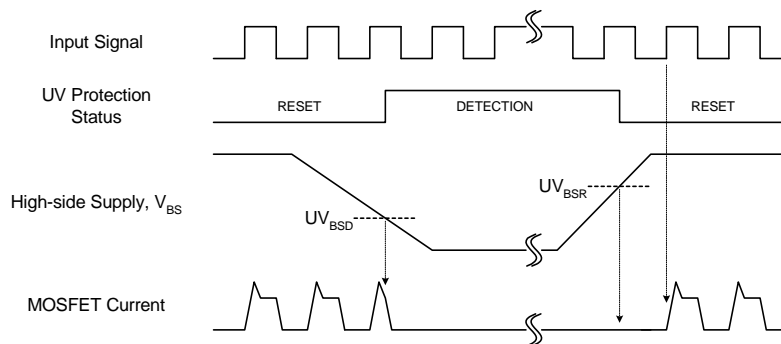 Input Signal
UV Protection
Status
RESET
DETECTION
RESET
High-side Supply, V_BS
UV_BSD
UV_BSR
MOSFET Current